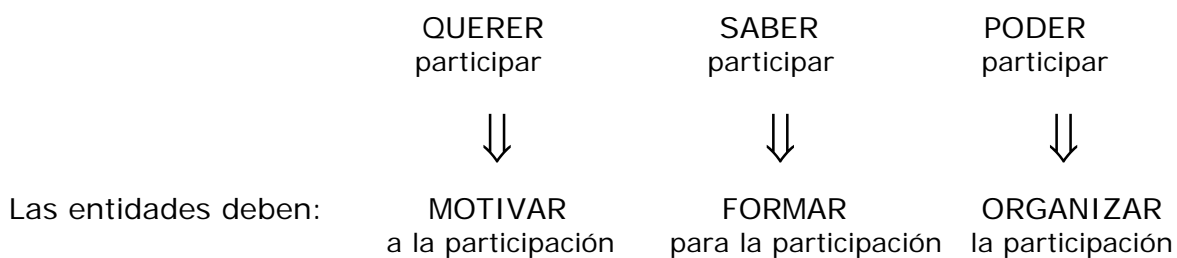 QUERER SABER PODER
participar participar participar
⇓ ⇓ ⇓
Las entidades deben: MOTIVAR FORMAR ORGANIZAR
a la participación para la participación la participación